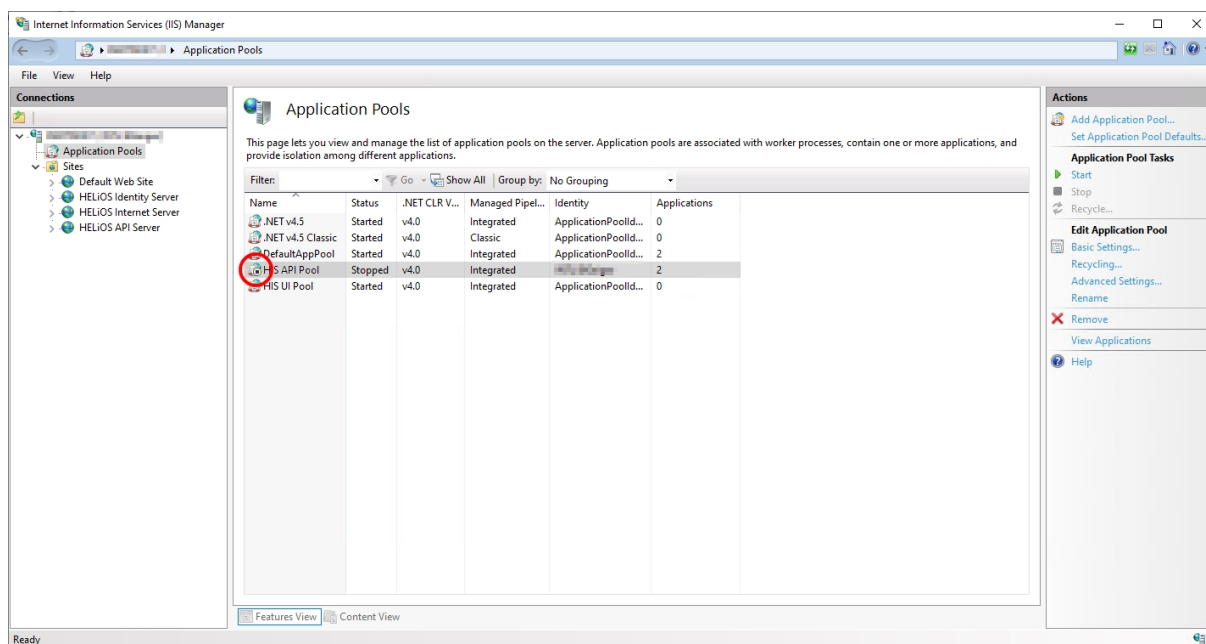 Internet Information Services (IIS) Manager
Application Pools
File View Help
Connections
Application Pools
Sites
Default Web Site
HELiOS Identity Server
HELiOS Internet Server
HELiOS API Server
Application Pools
This page lets you view and manage the list of application pools on the server. Application pools are associated with worker processes, contain one or more applications, and
provide isolation among different applications.
Filter: Go Show All Group by: No Grouping
Name Status .NET CLR V... Managed Pipel... Identity Applications
.NET v4.5 Started v4.0 Integrated ApplicationPoolId... 0
.NET v4.5 Classic Started v4.0 Classic ApplicationPoolId... 0
DefaultAppPool Started v4.0 Integrated ApplicationPoolId... 2
HIS API Pool Stopped v4.0 Integrated 2
HIS UI Pool Started v4.0 Integrated ApplicationPoolId... 0
Features View Content View
Actions
Add Application Pool...
Set Application Pool Defaults...
Application Pool Tasks
Start
Stop
Recycle...
Edit Application Pool
Basic Settings...
Recycling...
Advanced Settings...
Rename
Remove
View Applications
Help
Ready